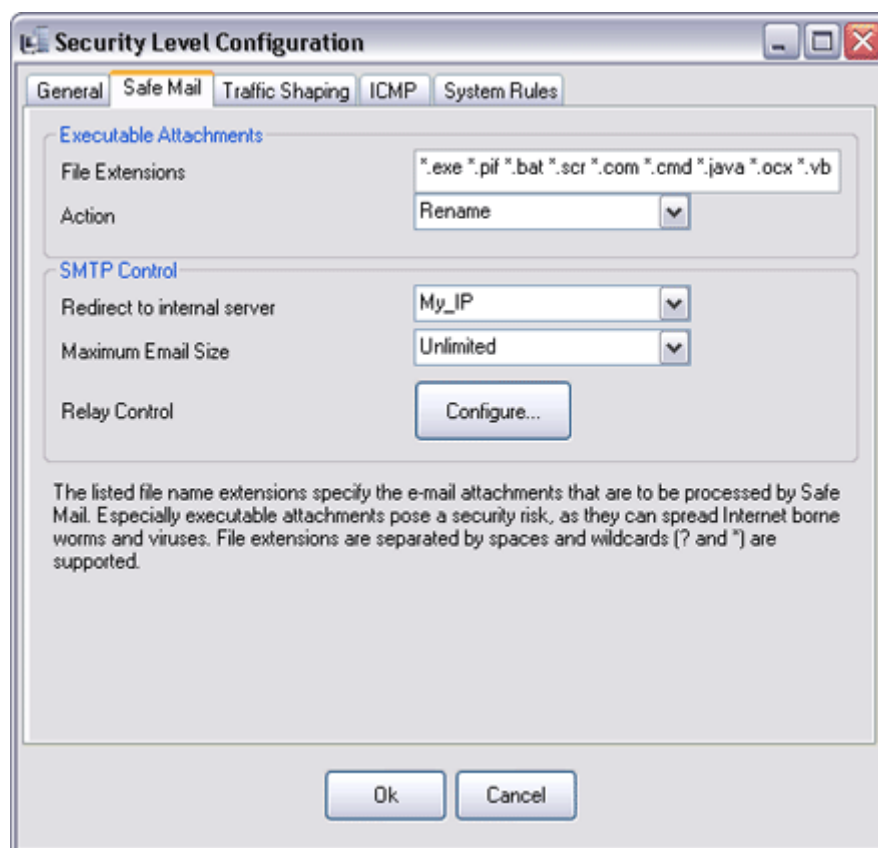 Security Level Configuration
General Safe Mail Traffic Shaping ICMP System Rules
Executable Attachments
File Extensions *.exe *.pif *.bat *.scr *.com *.cmd *.java *.ocx *.vb
Action Rename
SMTP Control
Redirect to internal server My_IP
Maximum Email Size Unlimited
Relay Control Configure...
The listed file name extensions specify the e-mail attachments that are to be processed by Safe
Mail. Especially executable attachments pose a security risk, as they can spread Internet borne
worms and viruses. File extensions are separated by spaces and wildcards (? and *) are
supported.
Ok Cancel